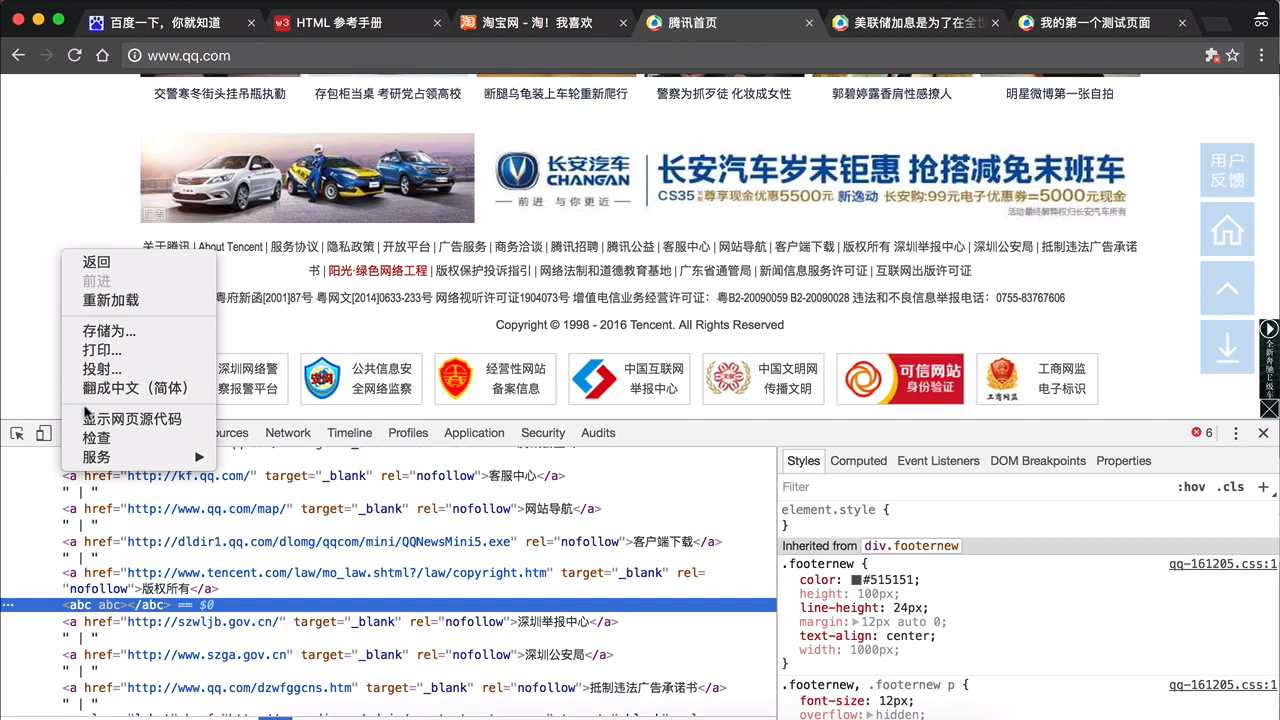 百度一下，你就知道
HTML 参考手册
淘宝网 - 淘！我喜欢
腾讯首页
美联储加息是为了在全世
我的第一个测试页面
www.qq.com
交警寒冬街头挂吊瓶执勤
存包柜当桌 考研党占领高校
断腿乌龟装上车轮重新爬行
警察为抓歹徒 化妆成女性
郭碧婷露香肩性感撩人
明星微博第一张自拍
广告
长安汽车
CHANGAN
前进 与你更近
长安汽车岁末钜惠 抢搭减免末班车
CS35 尊享现金优惠5500元 新逸动 长安购:99元电子优惠券=5000元现金
活动最终解释权归长安汽车所有
用户
反馈
关于腾讯 | About Tencent | 服务协议 | 隐私政策 | 开放平台 | 广告服务 | 商务洽谈 | 腾讯招聘 | 腾讯公益 | 客服中心 | 网站导航 | 客户端下载 | 版权所有 深圳举报中心 | 深圳公安局 | 抵制违法广告承诺
书 | 阳光·绿色网络工程 | 版权保护投诉指引 | 网络法制和道德教育基地 | 广东省通管局 | 新闻信息服务许可证 | 互联网出版许可证
粤府新函[2001]87号 粤网文[2014]0633-233号 网络视听许可证1904073号 增值电信业务经营许可证：粤B2-20090059 B2-20090028 违法和不良信息举报电话：0755-83767606
Copyright © 1998 - 2016 Tencent. All Rights Reserved
深圳网络警
察报警平台
公共信息安
全网络监察
经营性网站
备案信息
中国互联网
举报中心
中国文明网
传播文明
可信网站
身份验证
工商网监
工商网监
电子标识
返回
前进
重新加载
存储为...
打印...
投射...
翻成中文（简体）
显示网页源代码
检查
服务
ources
Network
Timeline
Profiles
Application
Security
Audits
6
<a href="http://kf.qq.com/" target="_blank" rel="nofollow">客服中心</a>
" | "
<a href="http://www.qq.com/map/" target="_blank" rel="nofollow">网站导航</a>
" | "
<a href="http://dldir1.qq.com/dlomg/qqcom/mini/QQNewsMini5.exe" rel="nofollow">客户端下载</a>
" | "
<a href="http://www.tencent.com/law/mo_law.shtml?/law/copyright.htm" target="_blank" rel=
"nofollow">版权所有</a>
... <abc abc></abc> == $0
<a href="http://szwljb.gov.cn/" target="_blank" rel="nofollow">深圳举报中心</a>
" | "
<a href="http://www.szga.gov.cn" target="_blank" rel="nofollow">深圳公安局</a>
" | "
<a href="http://www.qq.com/dzwfggcns.htm" target="_blank" rel="nofollow">抵制违法广告承诺书</a>
" | "
Styles
Computed
Event Listeners
DOM Breakpoints
Properties
Filter
:hov .cls +
element.style {
}
Inherited from div.footernew
.footernew {
qq-161205.css:1
color: #515151;
height: 100px;
line-height: 24px;
margin: 12px auto 0;
text-align: center;
width: 1000px;
}
.footernew, .footernew p {
qq-161205.css:1
font-size: 12px;
overflow: hidden;